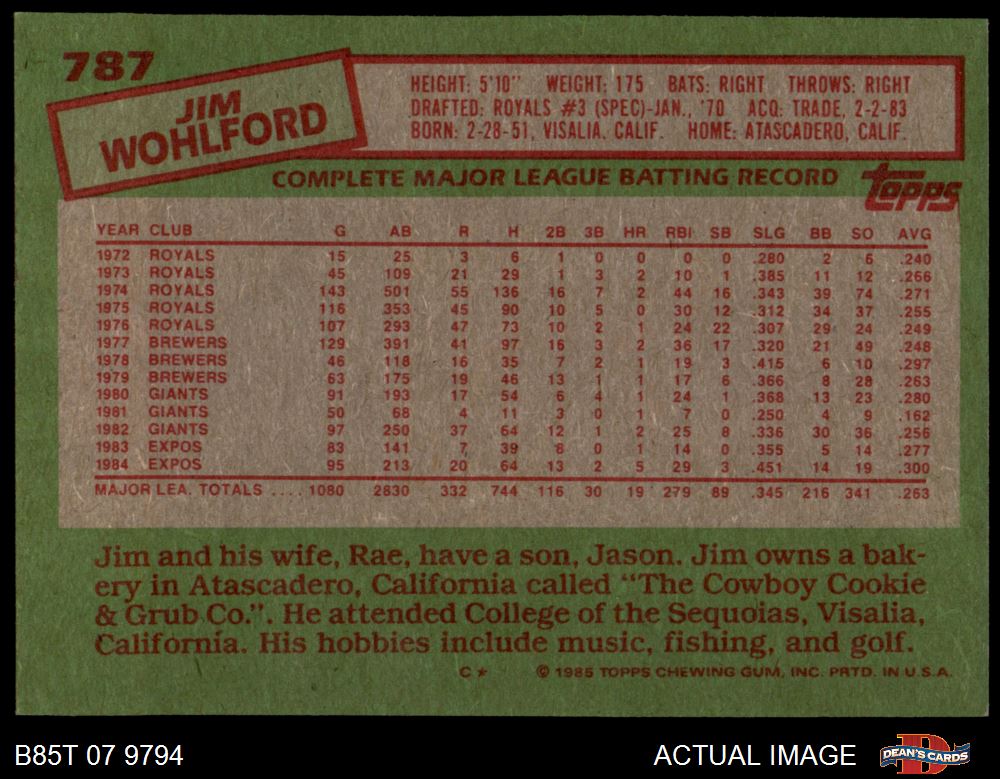 787
JIM
WOHLFORD
HEIGHT: 5'10" WEIGHT: 175 BATS: RIGHT THROWS: RIGHT
DRAFTED: ROYALS #3 (SPEC)-JAN., '70 ACQ: TRADE, 2-2-83
BORN: 2-28-51, VISALIA, CALIF. HOME: ATASCADERO, CALIF.
COMPLETE MAJOR LEAGUE BATTING RECORD
topps
YEAR CLUB G AB R H 2B 3B HR RBI SB SLG BB SO AVG
1972 ROYALS 15 25 3 6 1 0 0 0 0 .280 2 6 .240
1973 ROYALS 45 109 21 29 1 3 2 10 1 .385 11 12 .266
1974 ROYALS 143 501 55 136 16 7 2 44 16 .343 39 74 .271
1975 ROYALS 116 353 45 90 10 5 0 30 12 .312 34 37 .255
1976 ROYALS 107 293 47 73 10 2 1 24 22 .307 29 24 .249
1977 BREWERS 129 391 41 97 16 3 2 36 17 .320 21 49 .248
1978 BREWERS 46 118 16 35 7 2 1 19 3 .415 6 10 .297
1979 BREWERS 63 175 19 46 13 1 1 17 6 .366 8 28 .263
1980 GIANTS 91 193 17 54 6 4 1 24 1 .368 13 23 .280
1981 GIANTS 50 68 4 11 3 0 1 7 0 .250 4 9 .162
1982 GIANTS 97 250 37 64 12 1 2 25 8 .336 30 36 .256
1983 EXPOS 83 141 7 39 8 0 1 14 0 .355 5 14 .277
1984 EXPOS 95 213 20 64 13 2 5 29 3 .451 14 19 .300
MAJOR LEA. TOTALS .... 1080 2830 332 744 116 30 19 279 89 .345 216 341 .263
Jim and his wife, Rae, have a son, Jason. Jim owns a bak-
ery in Atascadero, California called "The Cowboy Cookie
& Grub Co.". He attended College of the Sequoias, Visalia,
California. His hobbies include music, fishing, and golf.
C* © 1985 TOPPS CHEWING GUM, INC. PRTD. IN U.S.A.
B85T 07 9794 ACTUAL IMAGE DEAN'S CARDS